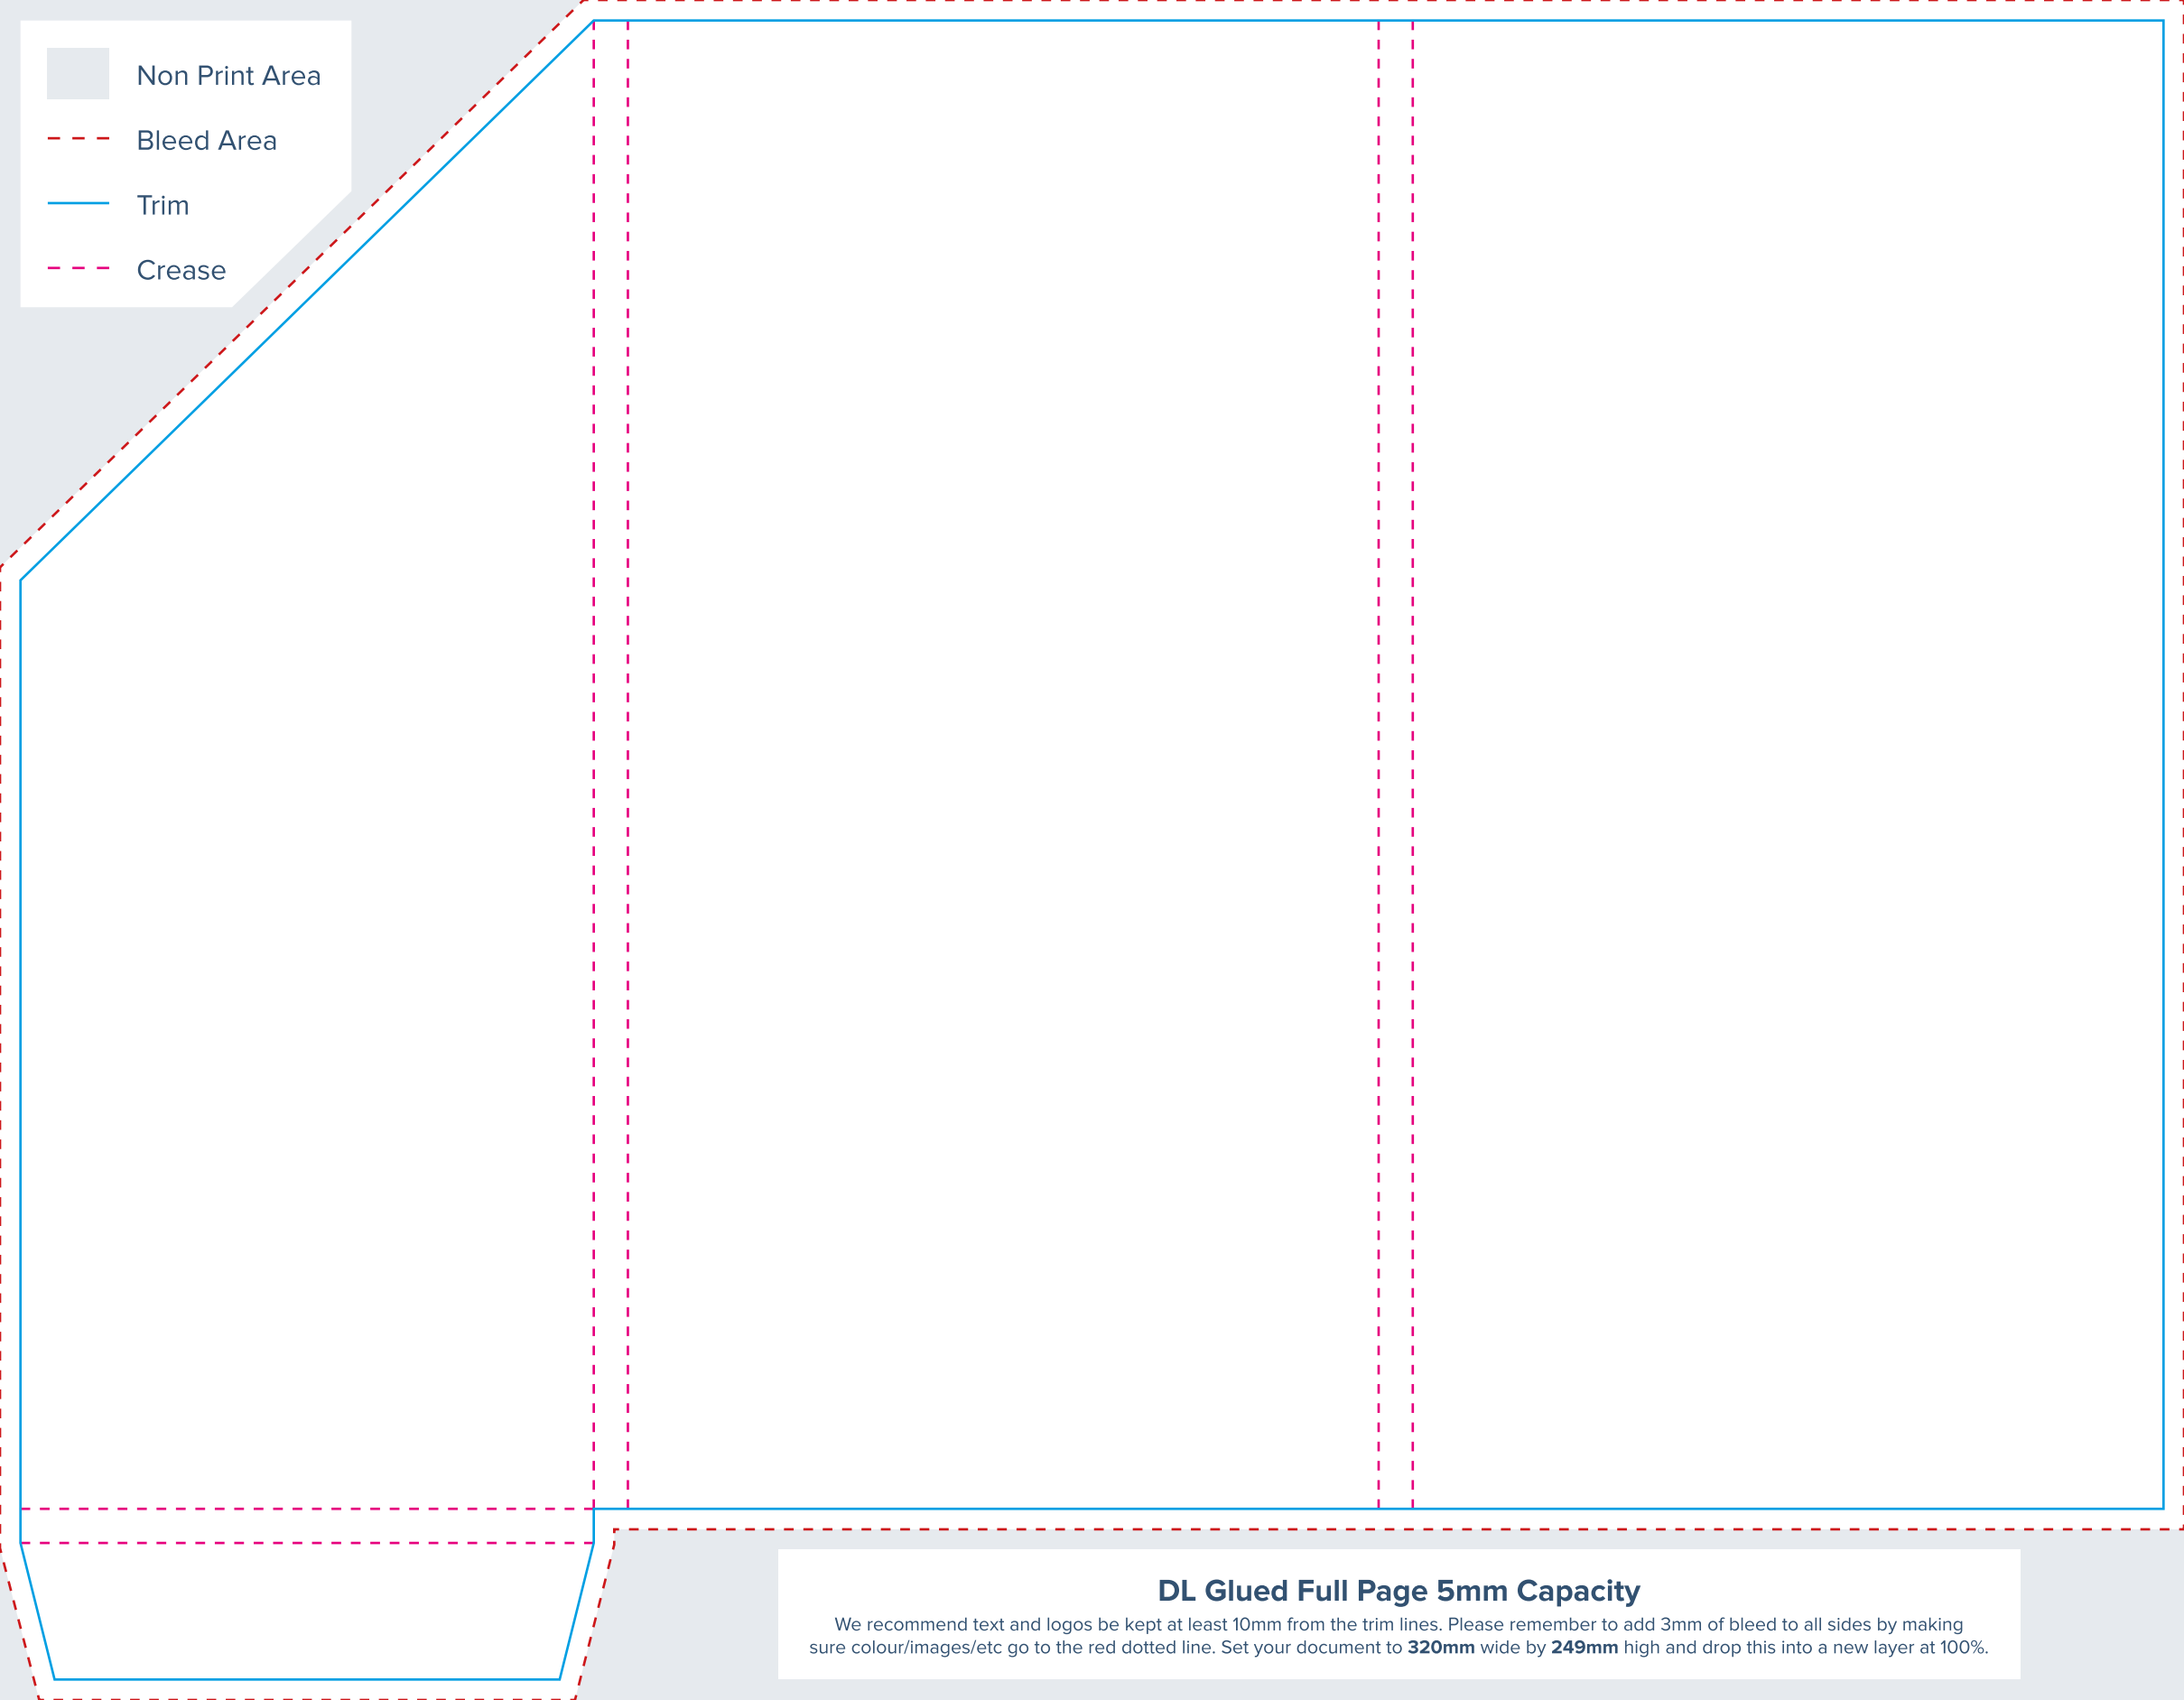 Non Print Area
Bleed Area
Trim
Crease
DL Glued Full Page 5mm Capacity
We recommend text and logos be kept at least 10mm from the trim lines. Please remember to add 3mm of bleed to all sides by making
sure colour/images/etc go to the red dotted line. Set your document to 320mm wide by 249mm high and drop this into a new layer at 100%.